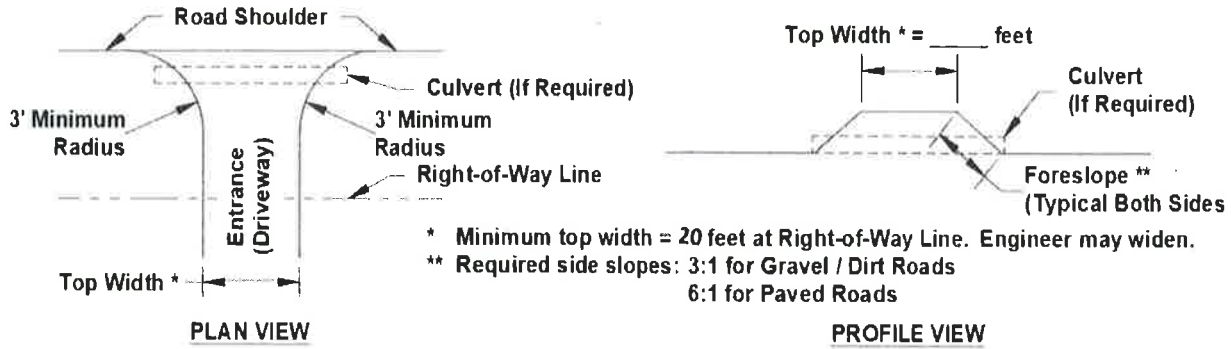 Road Shoulder
Culvert (If Required)
3' Minimum
Radius
3' Minimum
Radius
Right-of-Way Line
Entrance
(Driveway)
Top Width *
PLAN VIEW
Top Width * = _____ feet
Culvert
(If Required)
Foreslope **
(Typical Both Sides
* Minimum top width = 20 feet at Right-of-Way Line. Engineer may widen.
** Required side slopes: 3:1 for Gravel / Dirt Roads
6:1 for Paved Roads
PROFILE VIEW